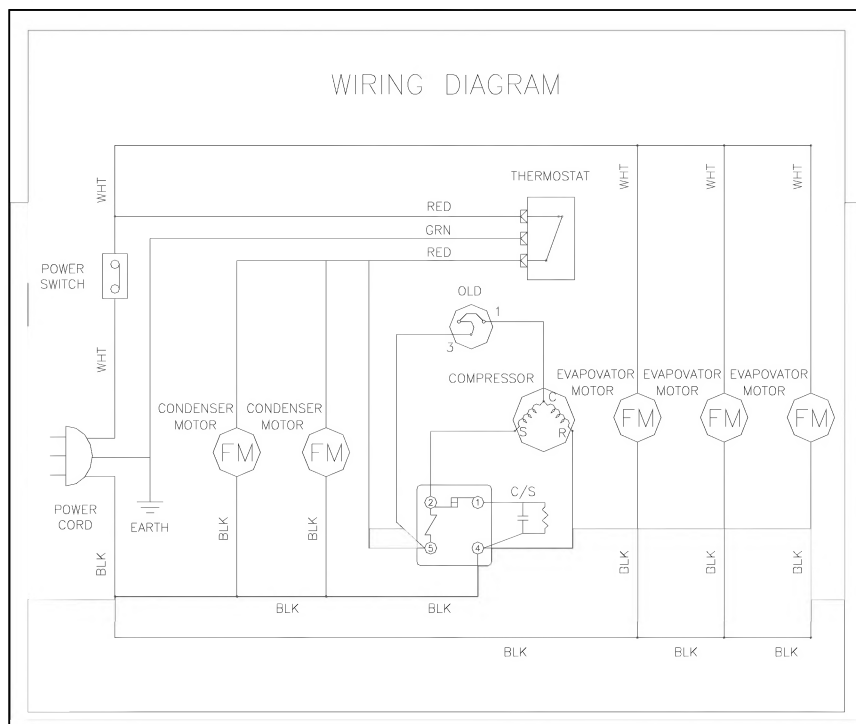 WIRING DIAGRAM
WHT
WHT
WHT
WHT
THERMOSTAT
RED
GRN
RED
POWER
SWITCH
OLD
1
3
WHT
COMPRESSOR
C
S
R
EVAPOVATOR
MOTOR
EVAPOVATOR
MOTOR
EVAPOVATOR
MOTOR
CONDENSER
MOTOR
CONDENSER
MOTOR
FM
FM
FM
FM
FM
POWER
CORD
EARTH
2
1
C/S
5
4
BLK
BLK
BLK
BLK
BLK
BLK
BLK
BLK
BLK
BLK
BLK